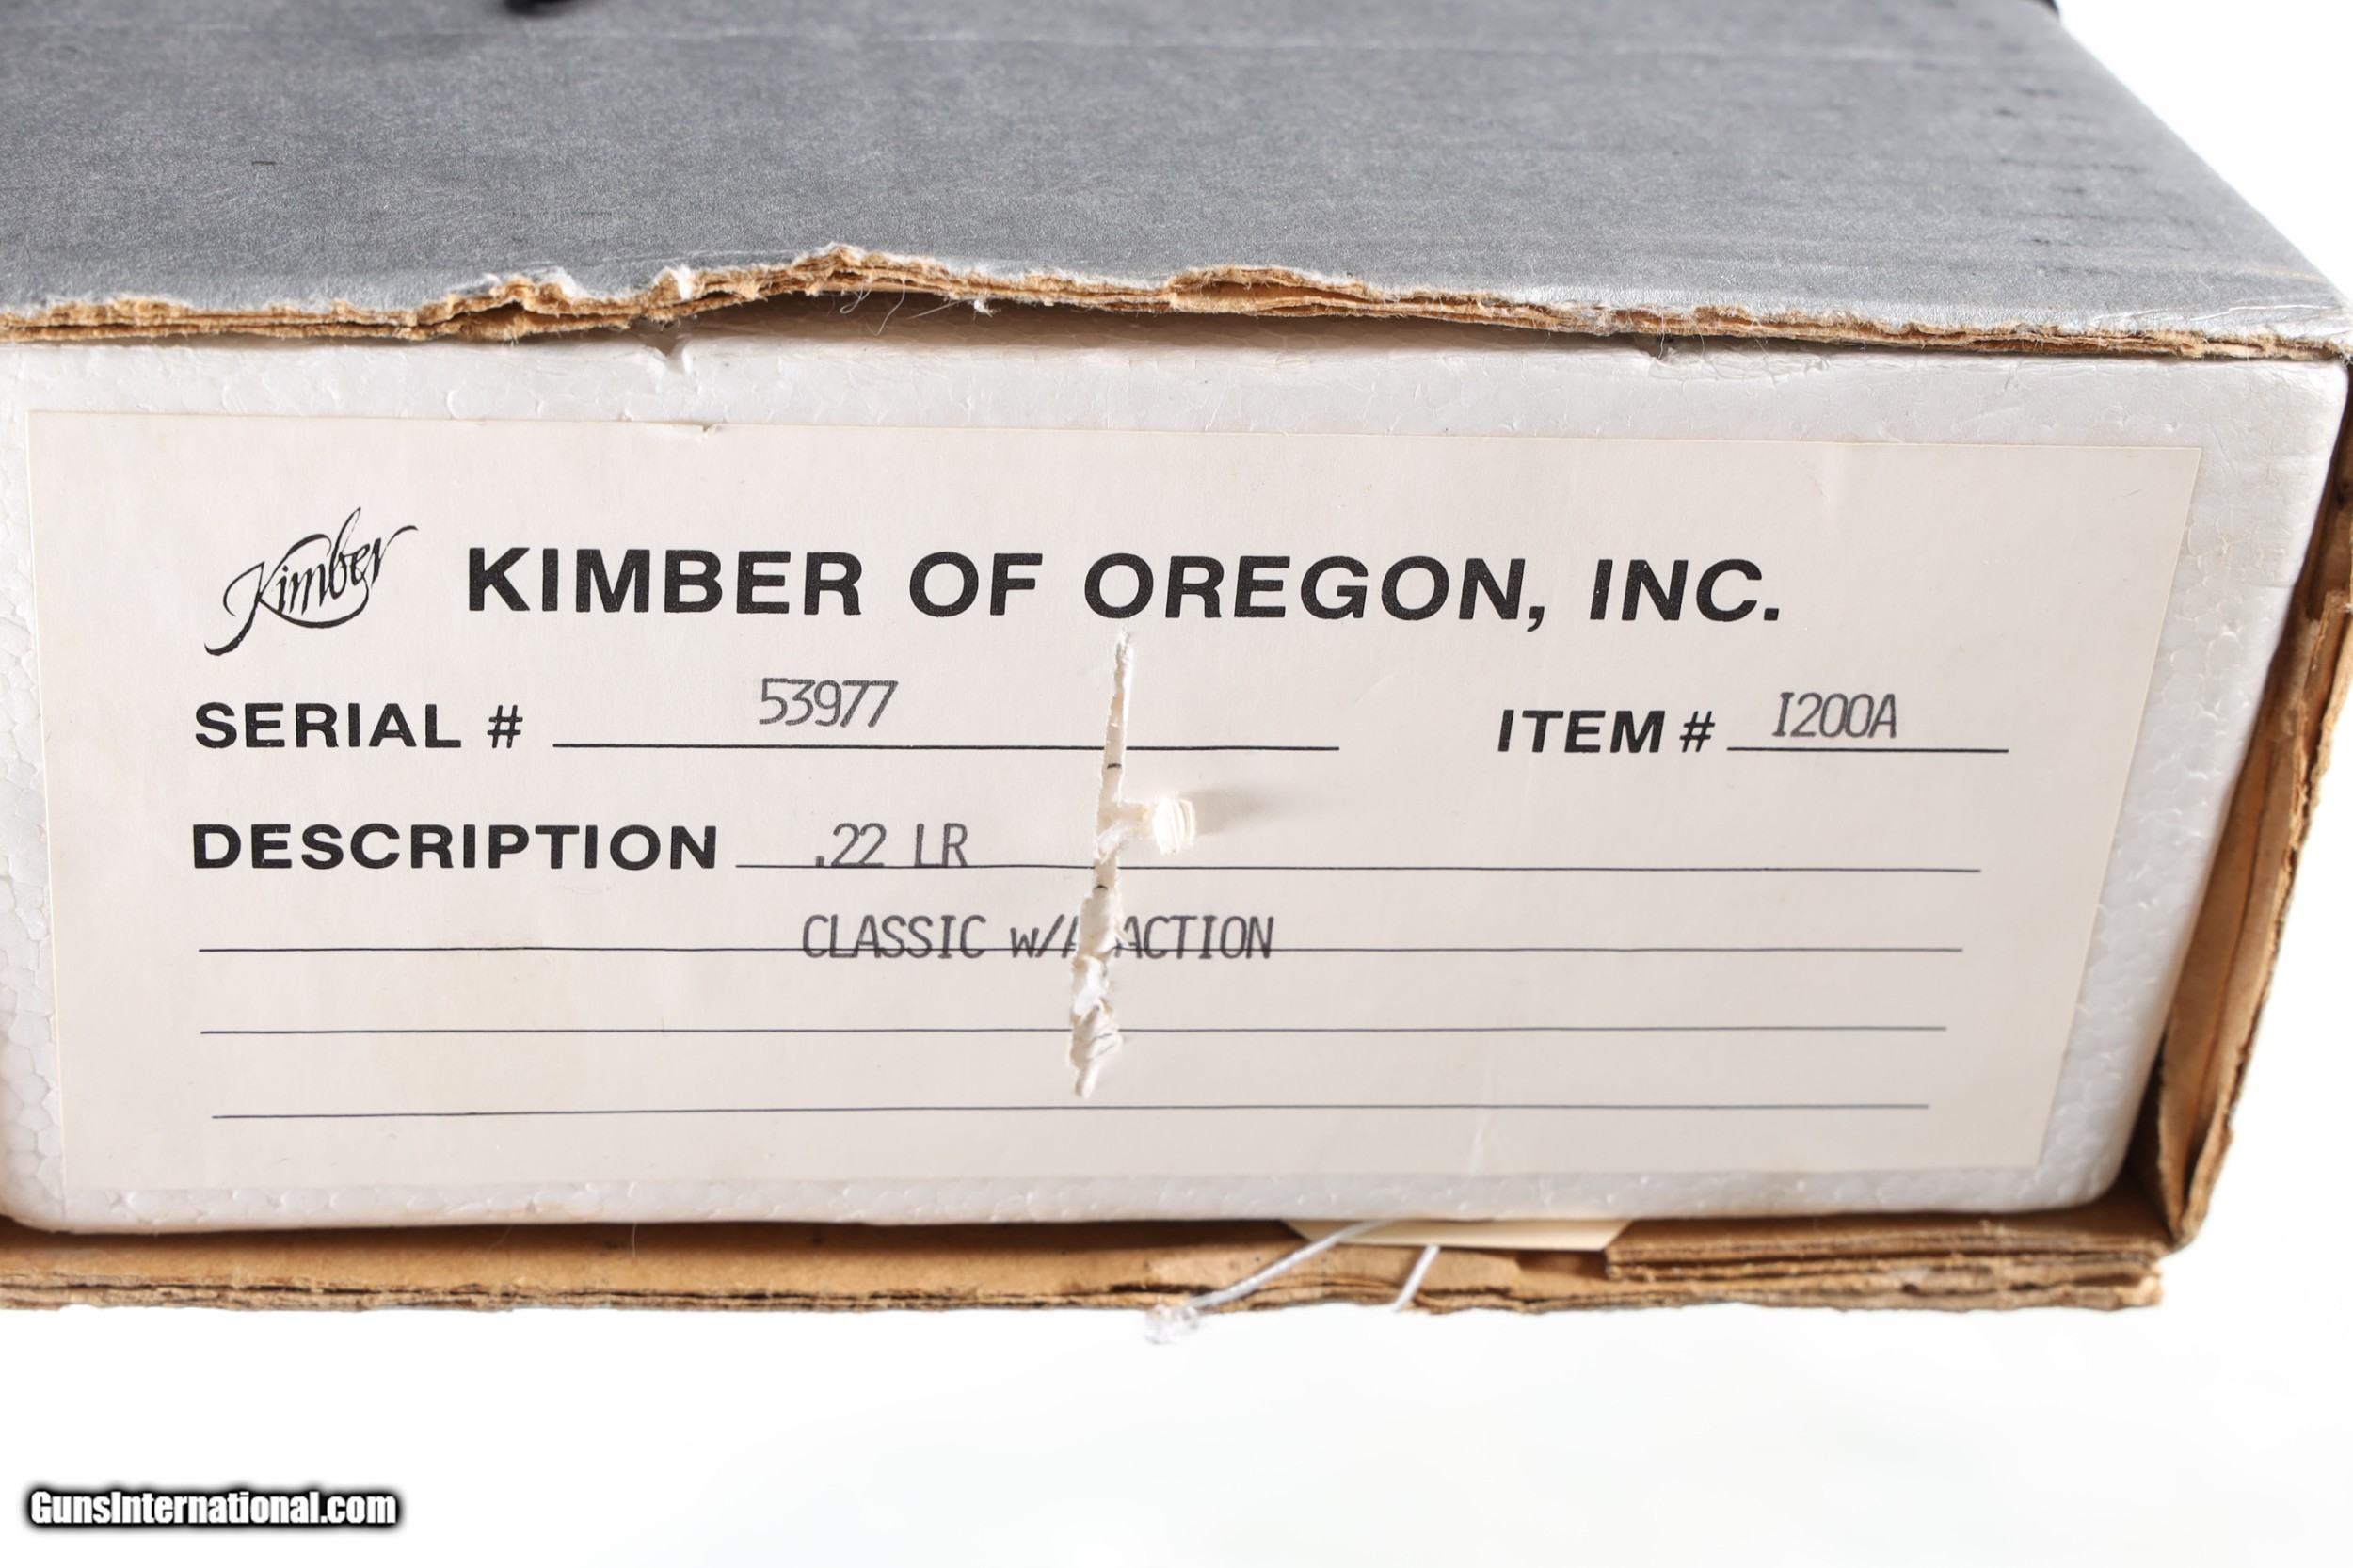 Kimber KIMBER OF OREGON, INC.
SERIAL # 53977 ITEM # I200A
DESCRIPTION .22 LR
CLASSIC w/ ACTION
GunsInternational.com